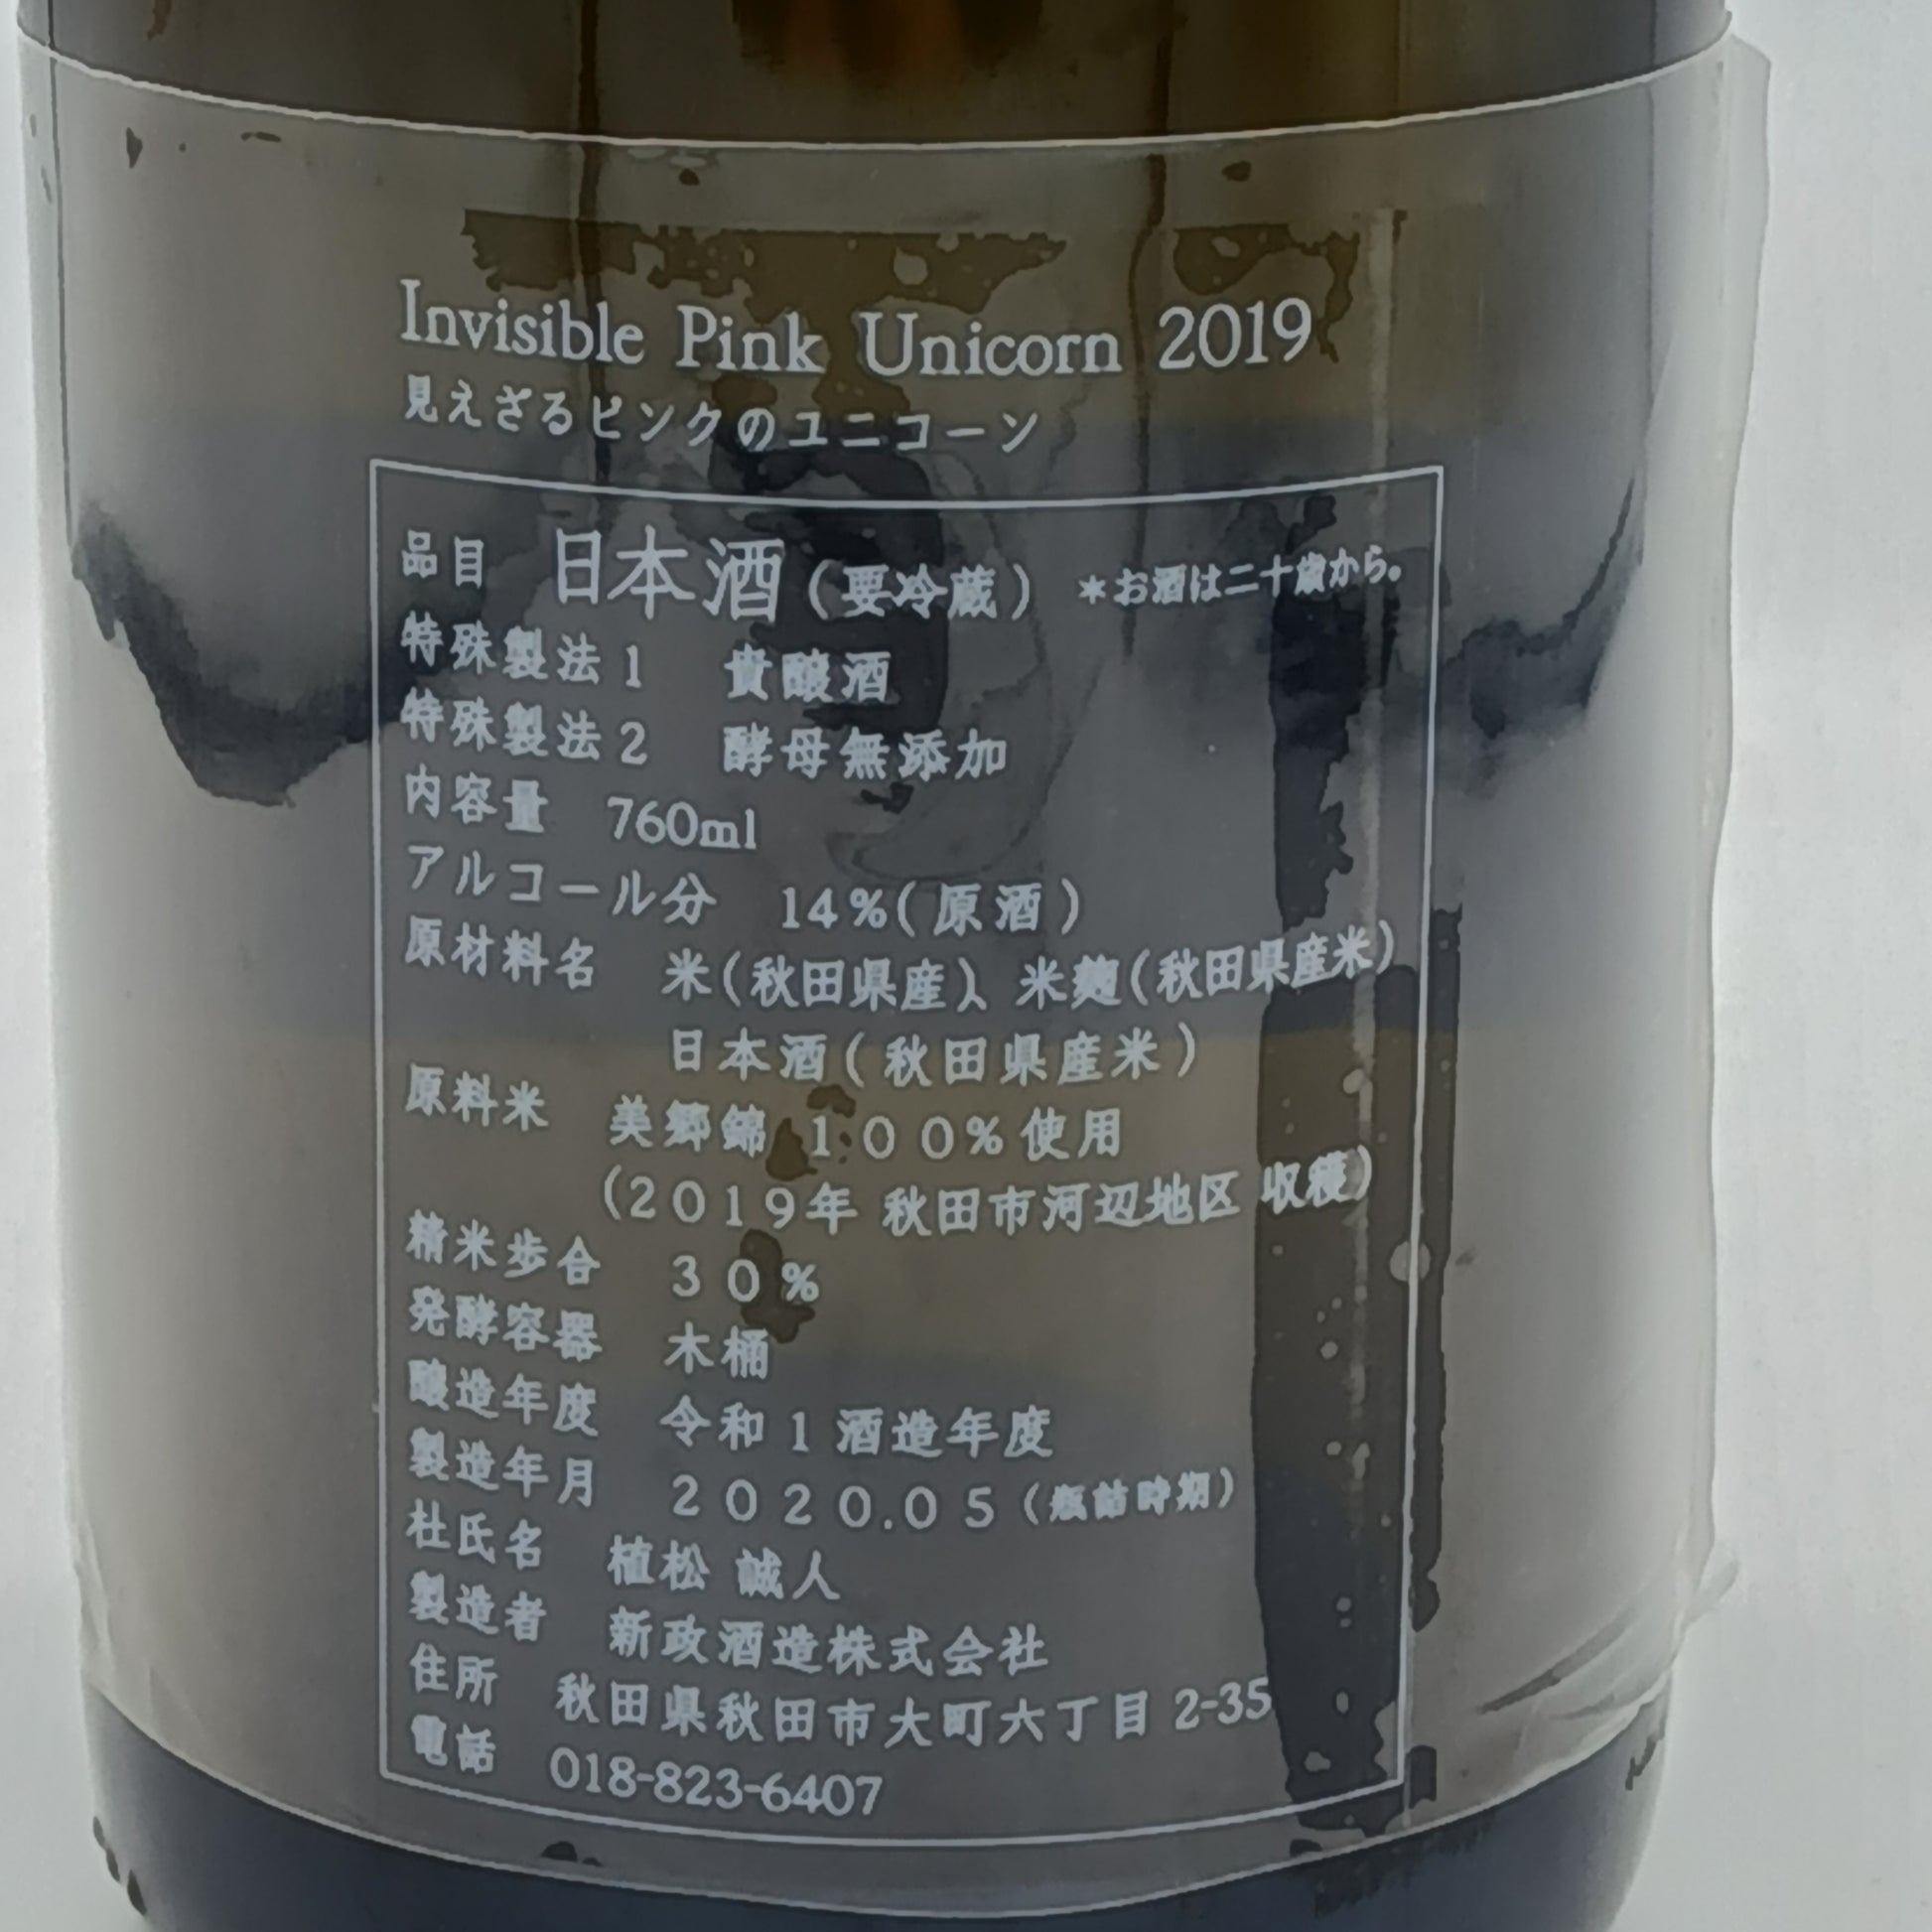 Invisible Pink Unicorn 2019
見えざるピンクのユニコーン
品目 日本酒(要冷蔵) *お酒は二十歳から。
特殊製法1 貴醸酒
特殊製法2 酵母無添加
内容量 760ml
アルコール分 14%(原酒)
原材料名 米(秋田県産)、米麹(秋田県産米)
日本酒(秋田県産米)
原料米 美郷錦 100%使用
(2019年 秋田市河辺地区 収穫)
精米歩合 30%
発酵容器 木桶
醸造年度 令和1酒造年度
製造年月 2020.05(瓶詰時期)
杜氏名 植松 誠人
製造者 新政酒造株式会社
住所 秋田県秋田市大町六丁目2-35
電話 018-823-6407